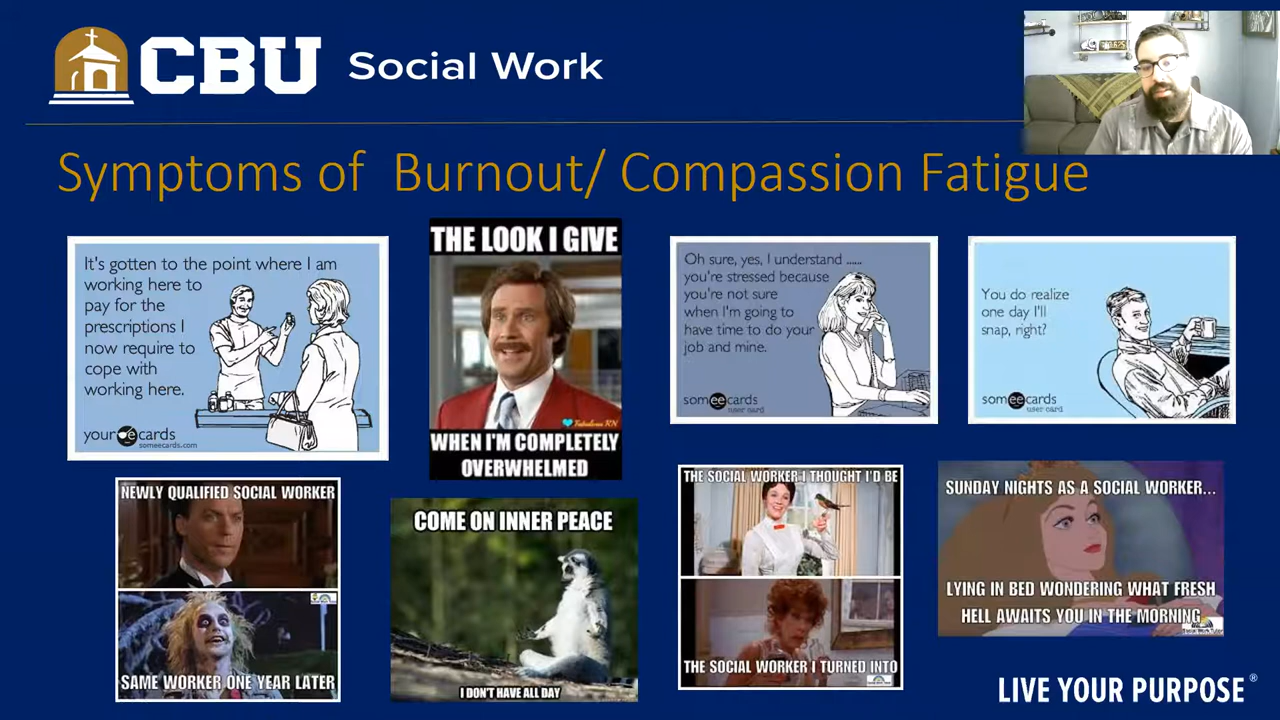 CBU Social Work
Symptoms of Burnout/ Compassion Fatigue
It's gotten to the point where I am
working here to
pay for the
prescriptions I
now require to
cope with
working here.
your e cards
someecards.com
THE LOOK I GIVE
Fabulous RN
WHEN I'M COMPLETELY
OVERWHELMED
Oh sure, yes, I understand ......
you're stressed because
you're not sure
when I'm going to
have time to do your
job and mine.
someecards
user card
You do realize
one day I'll
snap, right?
someecards
user card
NEWLY QUALIFIED SOCIAL WORKER
SAME WORKER ONE YEAR LATER
COME ON INNER PEACE
I DON'T HAVE ALL DAY
THE SOCIAL WORKER I THOUGHT I'D BE
THE SOCIAL WORKER I TURNED INTO
SUNDAY NIGHTS AS A SOCIAL WORKER...
LYING IN BED WONDERING WHAT FRESH
HELL AWAITS YOU IN THE MORNING
Social Work Tutor
LIVE YOUR PURPOSE®